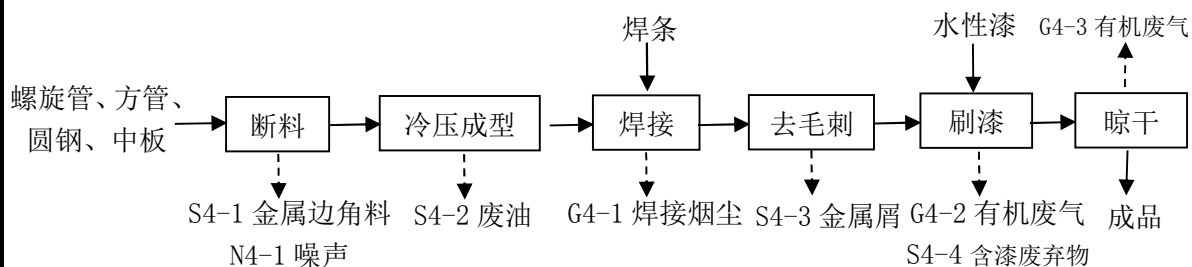 焊条
水性漆
G4-3 有机废气
螺旋管、方管、
圆钢、中板
断料
冷压成型
焊接
去毛刺
刷漆
晾干
S4-1 金属边角料
N4-1 噪声
S4-2 废油
G4-1 焊接烟尘
S4-3 金属屑
G4-2 有机废气
S4-4 含漆废弃物
成品